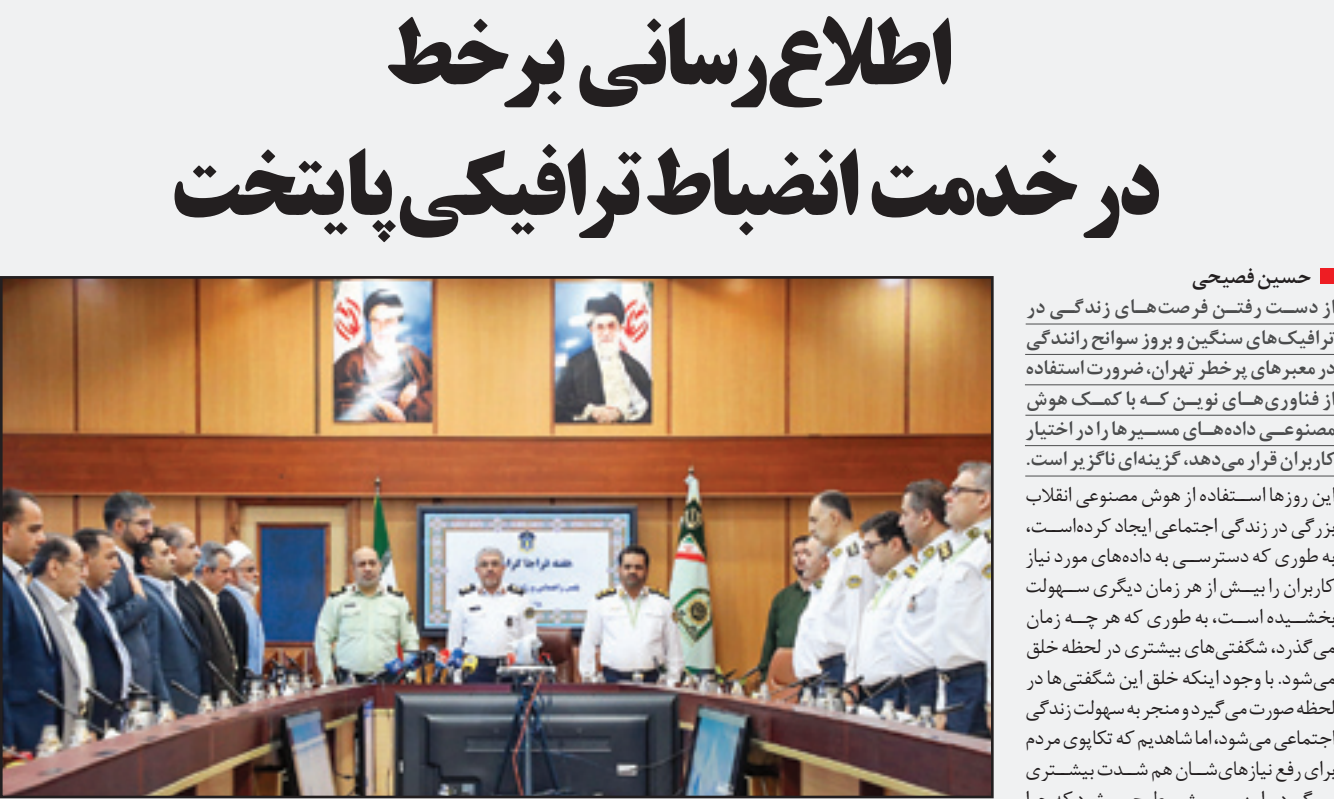 اطلاع‌رسانی برخط
در خدمت انضباط ترافیکی پایتخت
حسین فصیحی
از دست رفتن فرصت‌های زندگی در
ترافیک‌های سنگین و بروز سوانح رانندگی
در معبرهای پرخطر تهران، ضرورت استفاده
از فناوری‌های نوین که با کمک هوش
مصنوعی داده‌های مسیرها را در اختیار
کاربران قرار می‌دهد، گزینه‌ای ناگزیر است.
این روزها استفاده از هوش مصنوعی انقلاب
بزرگی در زندگی اجتماعی ایجاد کرده‌است،
به طوری که دسترسی به داده‌های مورد نیاز
کاربران را بیش از هر زمان دیگری سهولت
بخشیده است، به طوری که هر چه زمان
می‌گذرد، شگفتی‌های بیشتری در لحظه خلق
می‌شود. با وجود اینکه خلق این شگفتی‌ها در
لحظه صورت می‌گیرد و منجر به سهولت زندگی
اجتماعی می‌شود، اما شاهدیم که تکاپوی مردم
برای رفع نیازهای‌شان هم شدت بیشتری
هفته فراجا